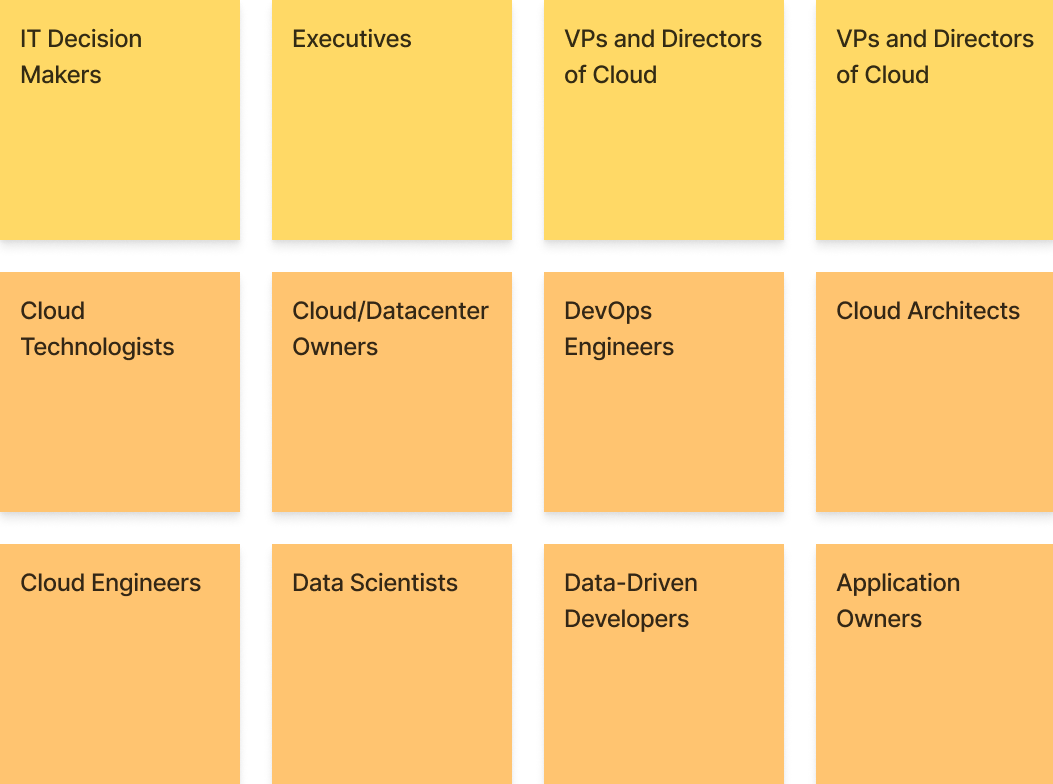 IT Decision
Makers
Executives
VPs and Directors
of Cloud
VPs and Directors
of Cloud
Cloud
Technologists
Cloud/Datacenter
Owners
DevOps
Engineers
Cloud Architects
Cloud Engineers
Data Scientists
Data-Driven
Developers
Application
Owners